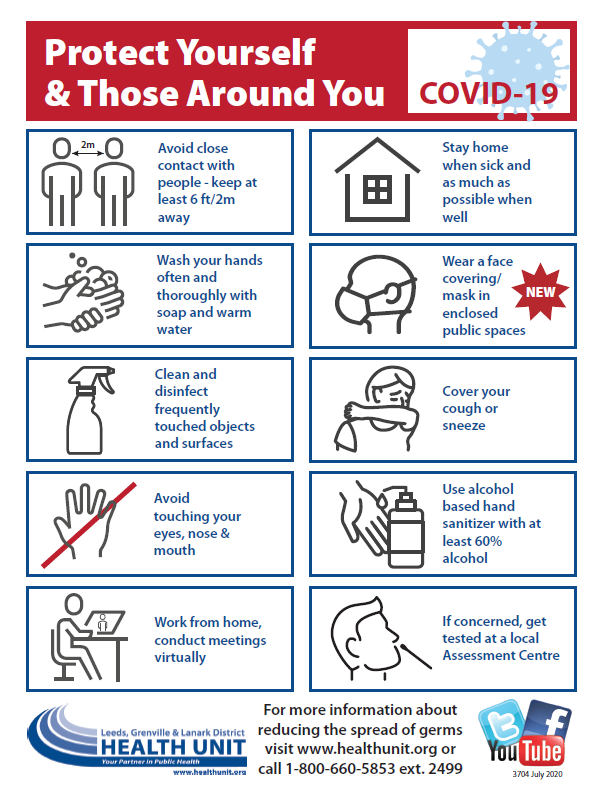 Protect Yourself
& Those Around You
COVID-19
2m
Avoid close
contact with
people - keep at
least 6 ft/2m
away
Stay home
when sick and
as much as
possible when
well
Wash your hands
often and
thoroughly with
soap and warm
water
Wear a face
covering/
mask in
enclosed
public spaces
NEW
Clean and
disinfect
frequently
touched objects
and surfaces
Cover your
cough or
sneeze
Avoid
touching your
eyes, nose &
mouth
Use alcohol
based hand
sanitizer with at
least 60%
alcohol
Work from home,
conduct meetings
virtually
If concerned, get
tested at a local
Assessment Centre
Leeds, Grenville & Lanark District
HEALTH UNIT
Your Partner in Public Health
www.healthunit.org
For more information about
reducing the spread of germs
visit www.healthunit.org or
call 1-800-660-5853 ext. 2499
t
f
YouTube
3704 July 2020